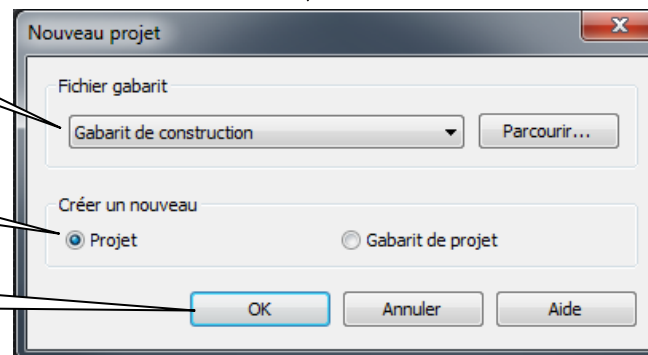 Nouveau projet
Fichier gabarit
Gabarit de construction
Parcourir...
Créer un nouveau
Projet
Gabarit de projet
OK
Annuler
Aide